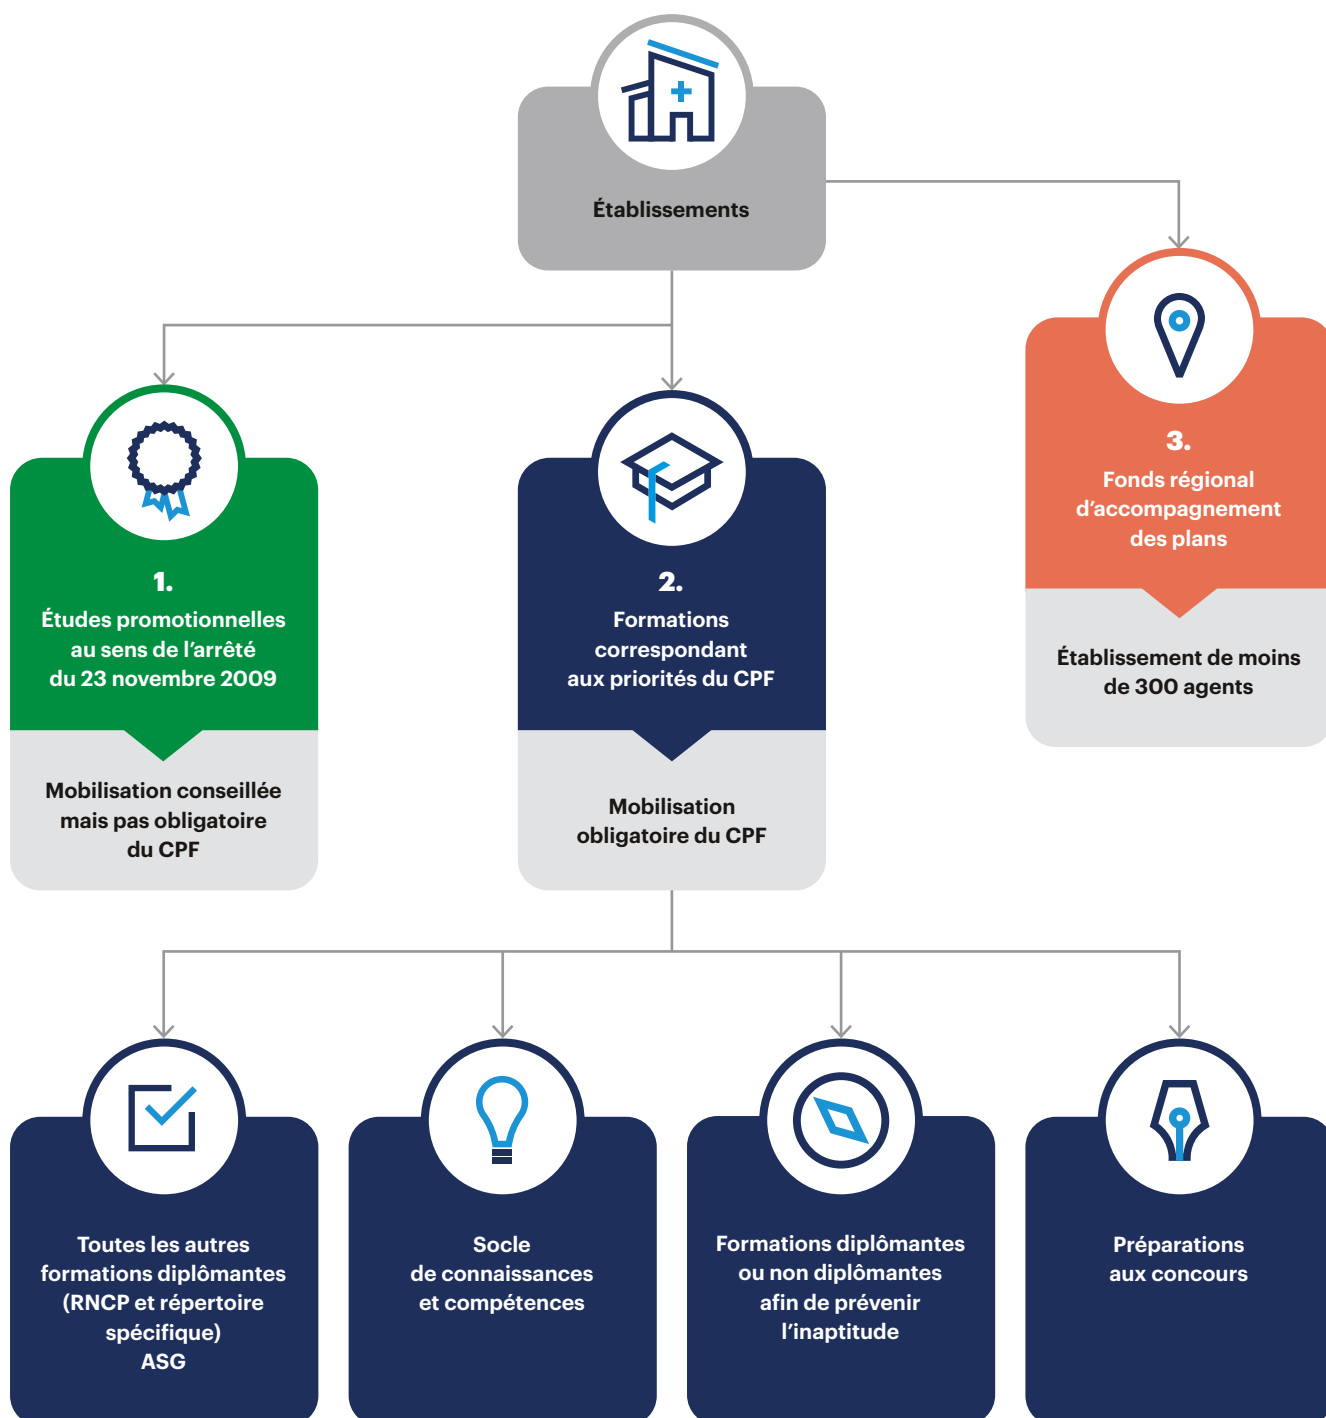 Établissements
1.
Études promotionnelles
au sens de l’arrêté
du 23 novembre 2009
Mobilisation conseillée
mais pas obligatoire
du CPF
2.
Formations
correspondant
aux priorités du CPF
Mobilisation
obligatoire du CPF
3.
Fonds régional
d’accompagnement
des plans
Établissement de moins
de 300 agents
Toutes les autres
formations diplômantes
(RNCP et répertoire
spécifique)
ASG
Socle
de connaissances
et compétences
Formations diplômantes
ou non diplômantes
afin de prévenir
l’inaptitude
Préparations
aux concours